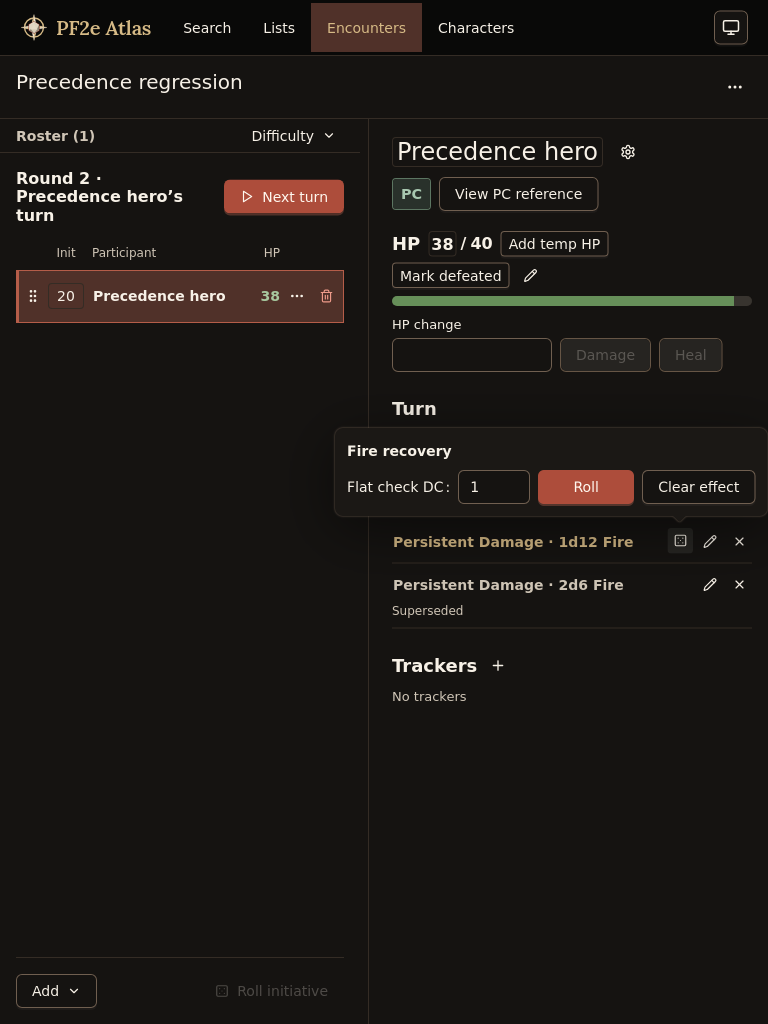 PF2e Atlas
Search
Lists
Encounters
Characters
Precedence regression
Roster (1)
Difficulty
Round 2 ·
Precedence hero’s
turn
Next turn
Init
Participant
HP
20
Precedence hero
38
Add
Roll initiative
Precedence hero
PC
View PC reference
HP 38 / 40
Add temp HP
Mark defeated
HP change
Damage
Heal
Turn
Fire recovery
Flat check DC:
1
Roll
Clear effect
Persistent Damage · 1d12 Fire
Persistent Damage · 2d6 Fire
Superseded
Trackers
No trackers